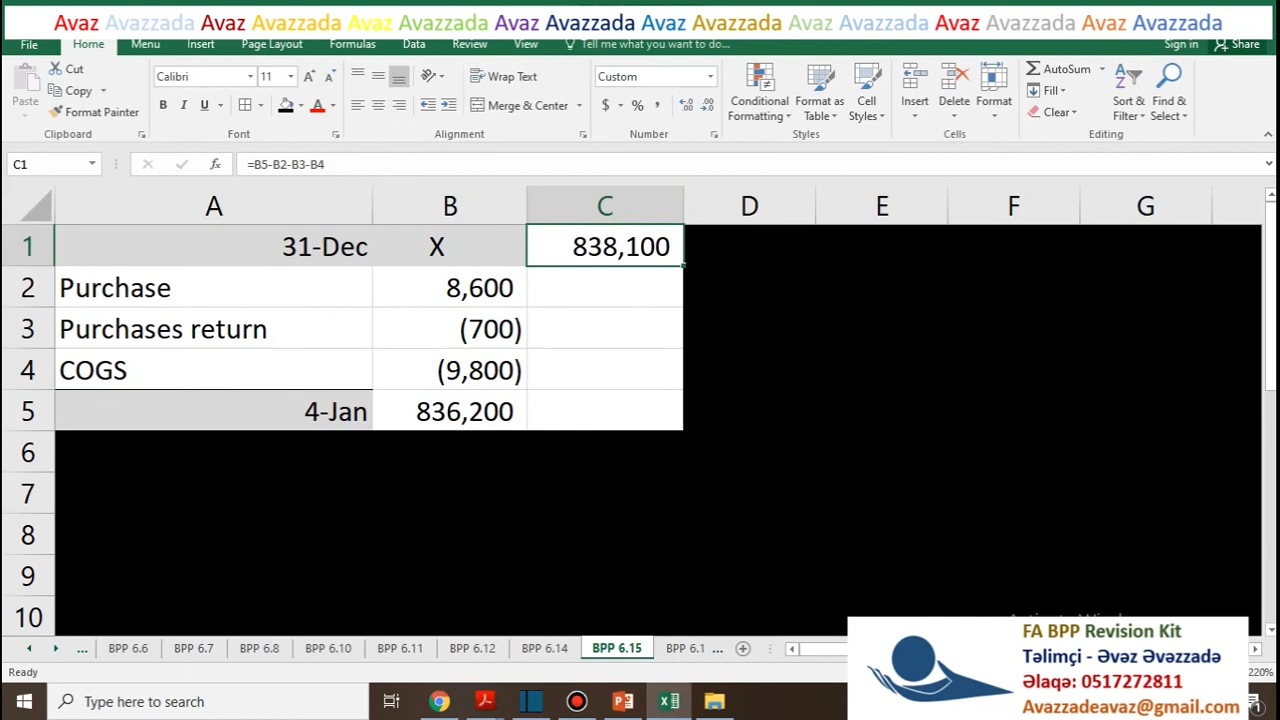 Avaz Avazzada Avaz Avazzada Avaz Avazzada Avaz Avazzada Avaz Avazzada Avaz Avazzada Avaz Avazzada Avaz Avazzada
File Home Menu Insert Page Layout Formulas Data Review View Tell me what you want to do... Sign in Share
Paste Cut Copy Format Painter Clipboard
Calibri 11 A A B I U A Font
Wrap Text Merge & Center Alignment
Custom $ % , Number
Conditional Formatting Format as Table Cell Styles Styles
Insert Delete Format Cells
AutoSum Fill Clear Sort & Filter Find & Select Editing
C1 fx =B5-B2-B3-B4
A B C D E F G
1 31-Dec X 838,100
2 Purchase 8,600
3 Purchases return (700)
4 COGS (9,800)
5 4-Jan 836,200
6
7
8
9
10
... BPP 6.6 BPP 6.7 BPP 6.8 BPP 6.10 BPP 6.11 BPP 6.12 BPP 6.14 BPP 6.15 BPP 6.1 ...
Ready 220%
FA BPP Revision Kit
Təlimçi - Əvəz Əvəzzadə
Əlaqə: 0517272811
Avazzadeavaz@gmail.com
Type here to search